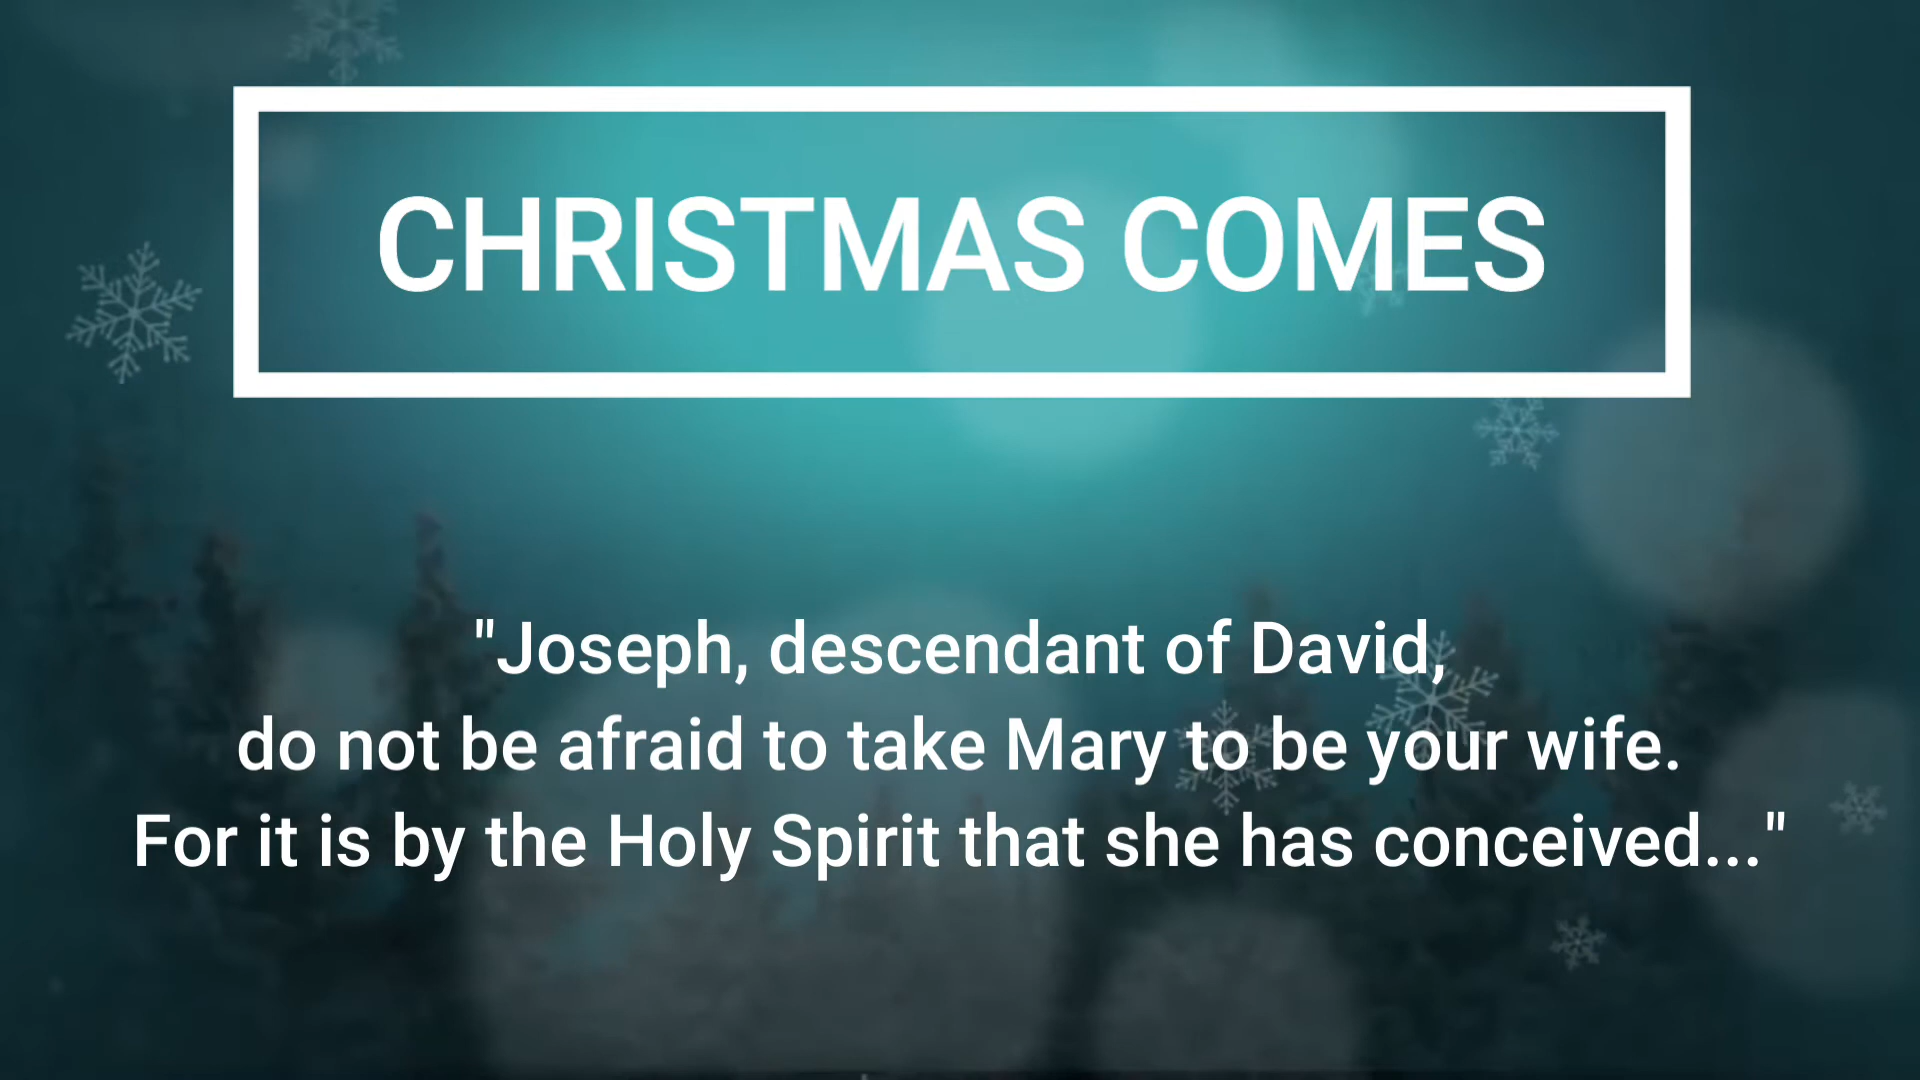 CHRISTMAS COMES
"Joseph, descendant of David,
do not be afraid to take Mary to be your wife.
For it is by the Holy Spirit that she has conceived..."